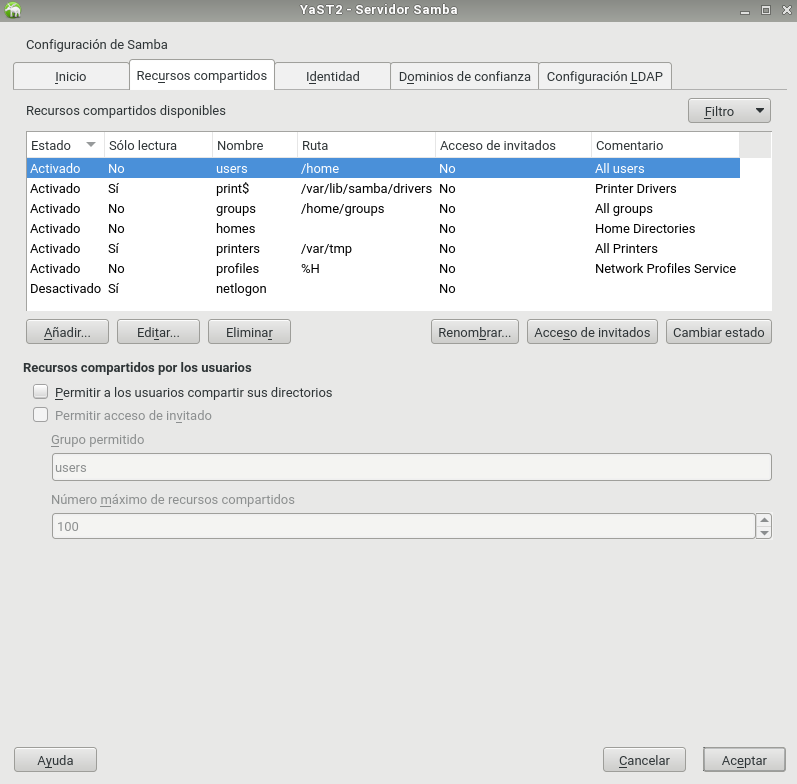 YaST2 - Servidor Samba
Configuración de Samba
Inicio Recursos compartidos Identidad Dominios de confianza Configuración LDAP
Recursos compartidos disponibles Filtro
Estado Sólo lectura Nombre Ruta Acceso de invitados Comentario
Activado No users /home All users
Activado Sí print$ /var/lib/samba/drivers No Printer Drivers
Activado No groups /home/groups No All groups
Activado No homes No Home Directories
Activado Sí printers /var/tmp No All Printers
Activado No profiles %H No Network Profiles Service
Desactivado Sí netlogon No
Añadir... Editar... Eliminar Renombrar... Acceso de invitados Cambiar estado
Recursos compartidos por los usuarios
Permitir a los usuarios compartir sus directorios
Permitir acceso de invitado
Grupo permitido
users
Número máximo de recursos compartidos
100
Ayuda Cancelar Aceptar